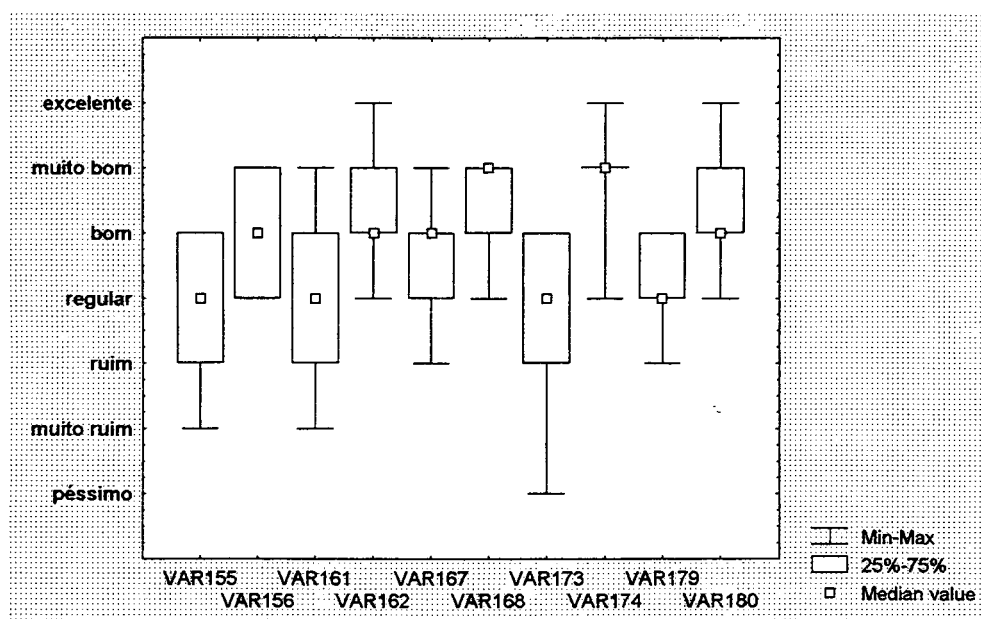 excelente
muito bom
bom
regular
ruim
muito ruim
péssimo
VAR155 VAR161 VAR167 VAR173 VAR179
VAR156 VAR162 VAR168 VAR174 VAR180
Min-Max
25%-75%
Median value